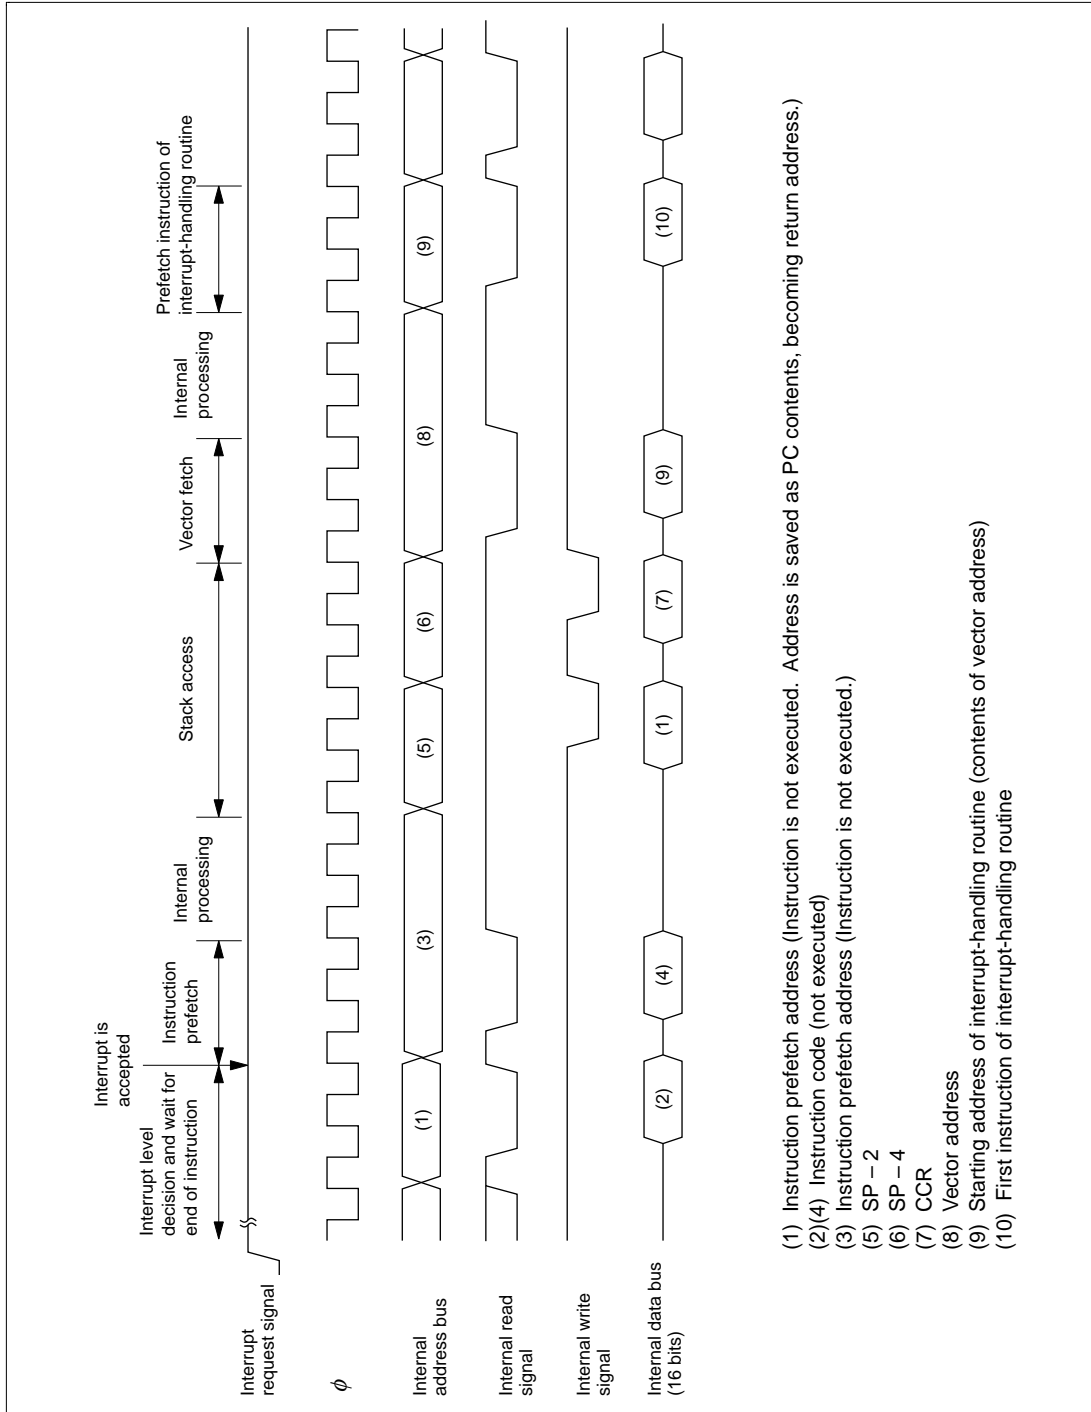 Interrupt is
accepted
Interrupt level
decision and wait for
end of instruction
Instruction
prefetch
Internal
processing
Stack access
Vector fetch
Internal
processing
Prefetch instruction of
interrupt-handling routine
Interrupt
request signal
ϕ
Internal
address bus
(1)
(3)
(5)
(6)
(8)
(9)
Internal read
signal
Internal write
signal
Internal data bus
(16 bits)
(2)
(4)
(1)
(7)
(9)
(10)
(1) Instruction prefetch address (Instruction is not executed. Address is saved as PC contents, becoming return address.)
(2)(4) Instruction code (not executed)
(3) Instruction prefetch address (Instruction is not executed.)
(5) SP – 2
(6) SP – 4
(7) CCR
(8) Vector address
(9) Starting address of interrupt-handling routine (contents of vector address)
(10) First instruction of interrupt-handling routine